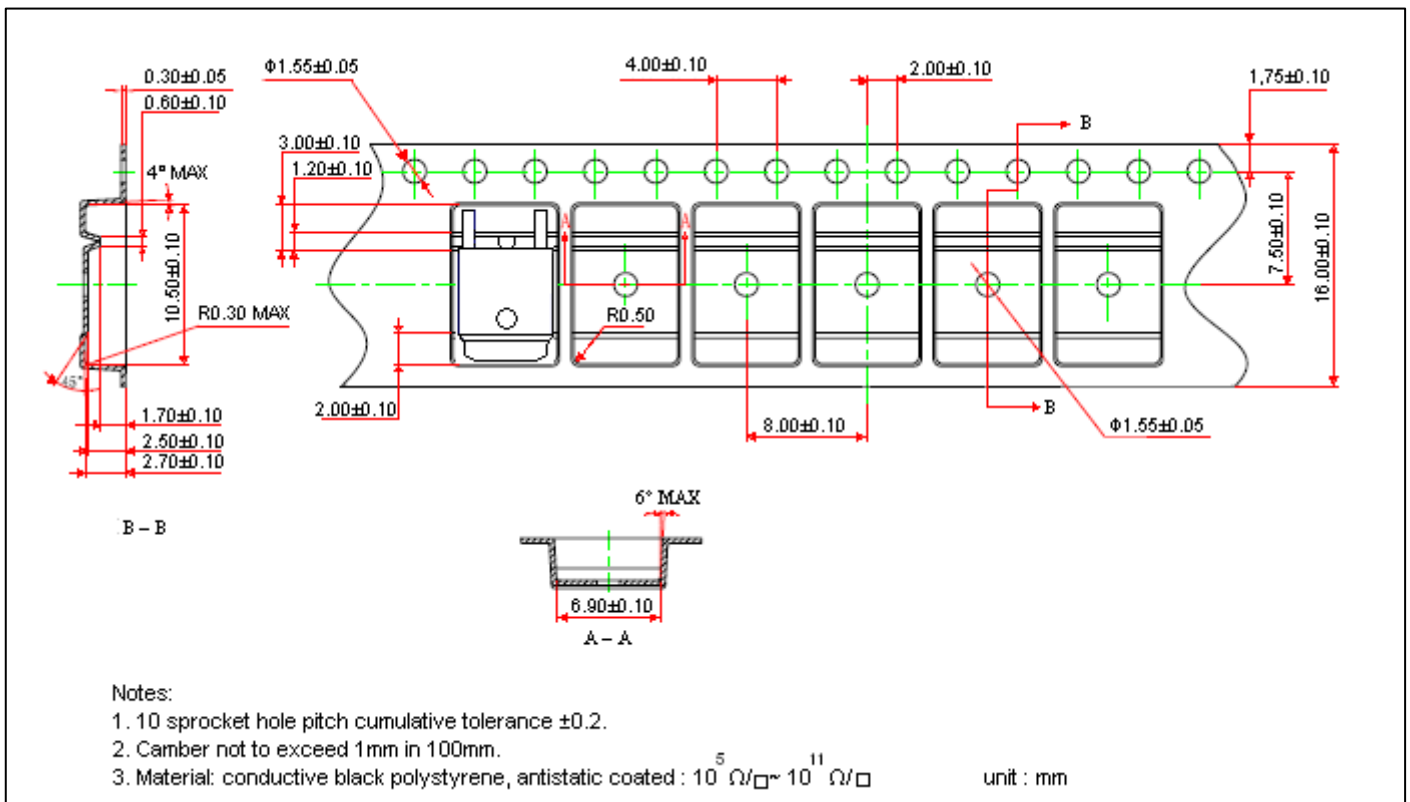 0.30±0.05
0.60±0.10
Φ1.55±0.05
4.00±0.10
2.00±0.10
1,75±0.10
3.00±0.10
1.20±0.10
4° MAX
B
A
A
10.50±0.10
7.50±0.10
16.00±0.10
R0.30 MAX
R0.50
45°
1.70±0.10
2.50±0.10
2.70±0.10
2.00±0.10
8.00±0.10
B
Φ1.55±0.05
B – B
6° MAX
6.90±0.10
A – A
Notes:
1. 10 sprocket hole pitch cumulative tolerance ±0.2.
2. Camber not to exceed 1mm in 100mm.
3. Material: conductive black polystyrene, antistatic coated : 10⁵ Ω/□~ 10¹¹ Ω/□ unit : mm